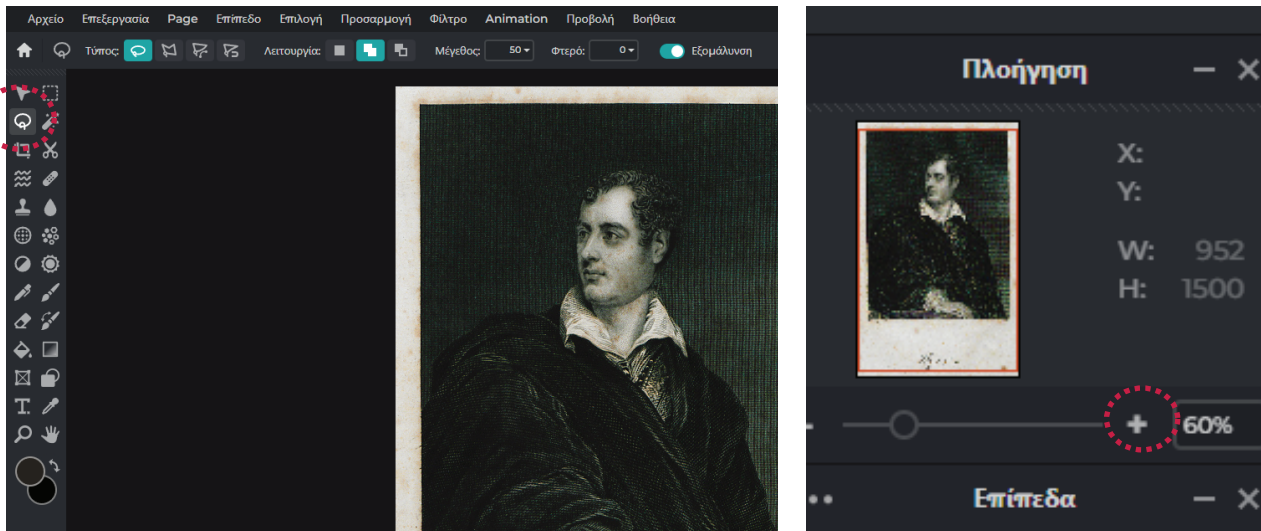 Αρχείο Επεξεργασία Page Επίπεδο Επιλογή Προσαρμογή Φίλτρο Animation Προβολή Βοήθεια
Τύπος: Λειτουργία: Μέγεθος: 50 Φτερό: 0 Εξομάλυνση
Πλοήγηση
X:
Y:
W: 952
H: 1500
60%
Επίπεδα